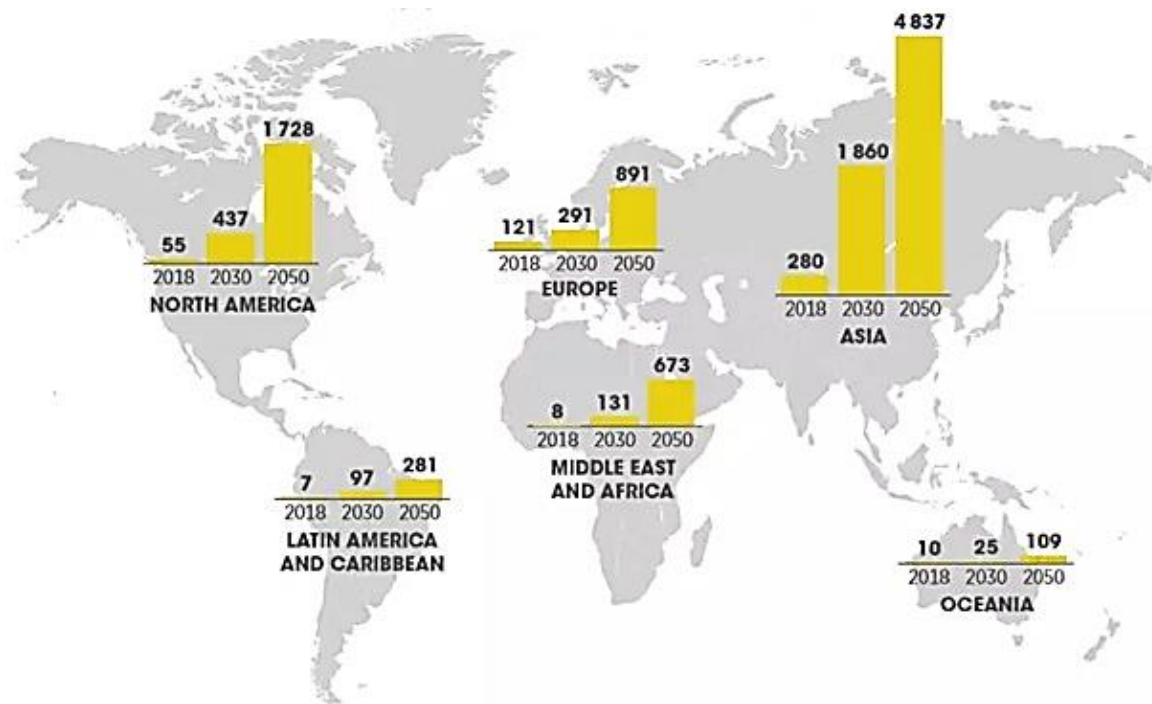 1 728
437
55
2018 2030 2050
NORTH AMERICA
891
291
121
2018 2030 2050
EUROPE
4 837
1 860
280
2018 2030 2050
ASIA
673
131
8
2018 2030 2050
MIDDLE EAST
AND AFRICA
281
97
7
2018 2030 2050
LATIN AMERICA
AND CARIBBEAN
109
25
10
2018 2030 2050
OCEANIA